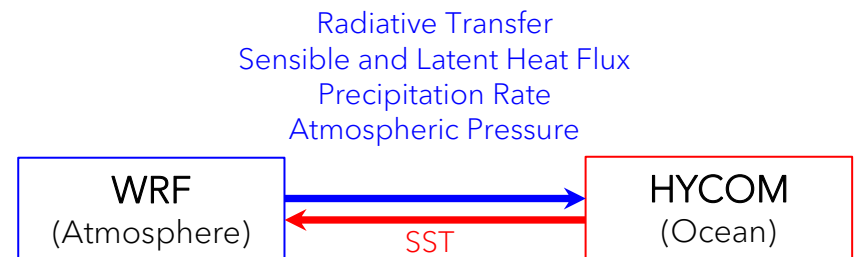 Radiative Transfer
Sensible and Latent Heat Flux
Precipitation Rate
Atmospheric Pressure
WRF
(Atmosphere)
SST
HYCOM
(Ocean)